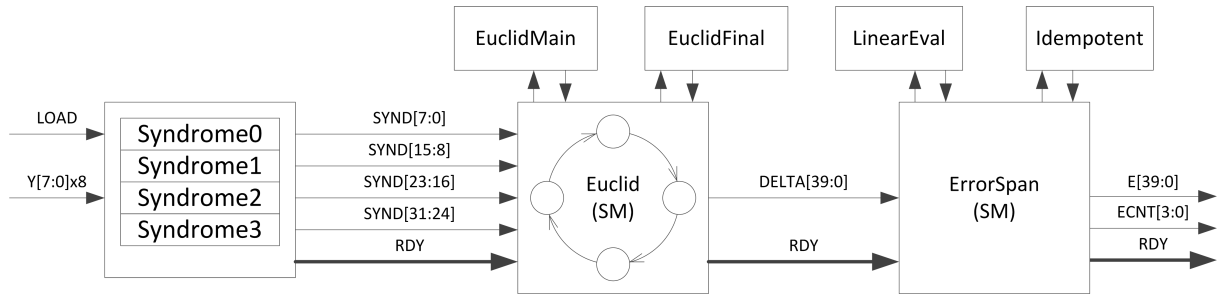 EuclidMain
EuclidFinal
LinearEval
Idempotent
LOAD
Y[7:0]x8
Syndrome0
Syndrome1
Syndrome2
Syndrome3
SYND[7:0]
SYND[15:8]
SYND[23:16]
SYND[31:24]
RDY
Euclid
(SM)
DELTA[39:0]
RDY
ErrorSpan
(SM)
E[39:0]
ECNT[3:0]
RDY